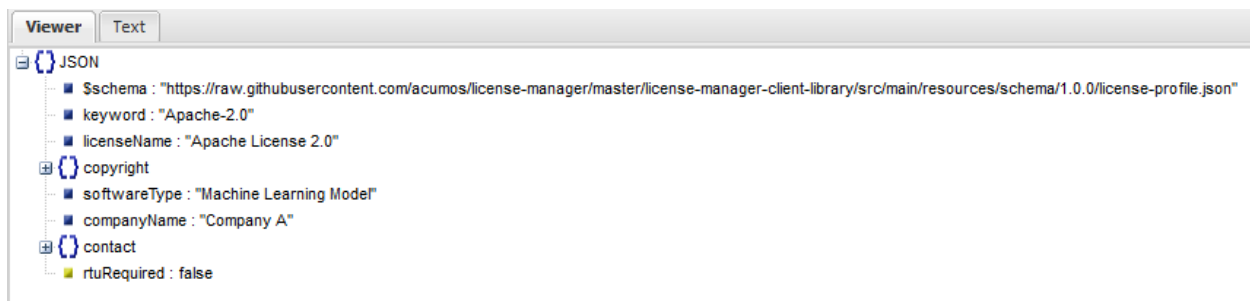 Viewer Text
JSON
$schema : "https://raw.githubusercontent.com/acumos/license-manager/master/license-manager-client-library/src/main/resources/schema/1.0.0/license-profile.json"
keyword : "Apache-2.0"
licenseName : "Apache License 2.0"
copyright
softwareType : "Machine Learning Model"
companyName : "Company A"
contact
rtuRequired : false